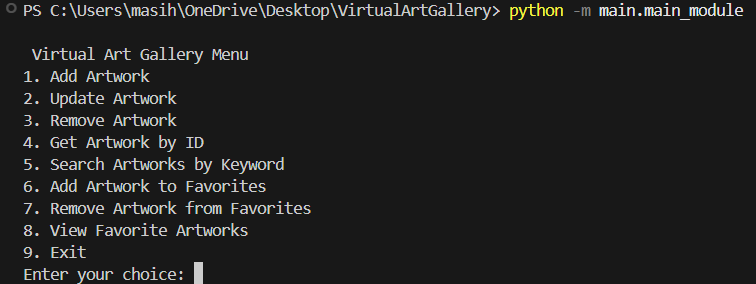 PS C:\Users\masih\OneDrive\Desktop\VirtualArtGallery> python -m main.main_module
Virtual Art Gallery Menu
1. Add Artwork
2. Update Artwork
3. Remove Artwork
4. Get Artwork by ID
5. Search Artworks by Keyword
6. Add Artwork to Favorites
7. Remove Artwork from Favorites
8. View Favorite Artworks
9. Exit
Enter your choice: